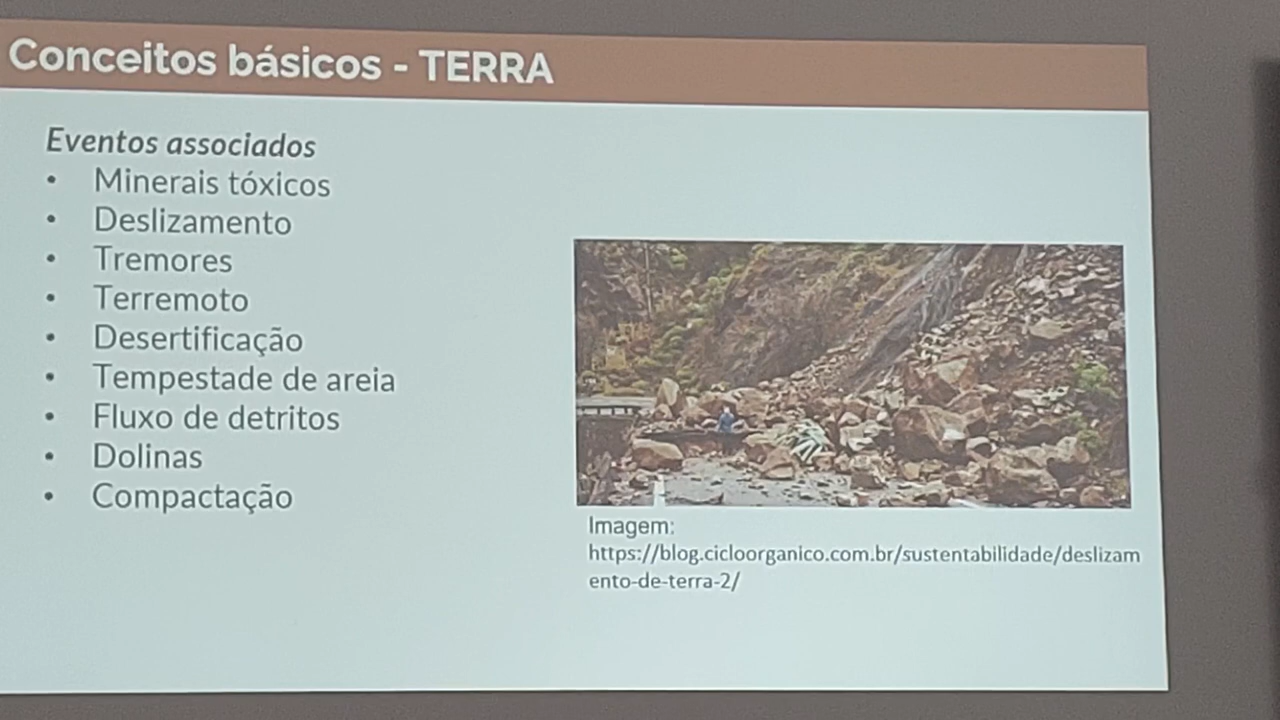 Conceitos básicos - TERRA
Eventos associados
• Minerais tóxicos
• Deslizamento
• Tremores
• Terremoto
• Desertificação
• Tempestade de areia
• Fluxo de detritos
• Dolinas
• Compactação
Imagem:
https://blog.cicloorganico.com.br/sustentabilidade/deslizam
ento-de-terra-2/